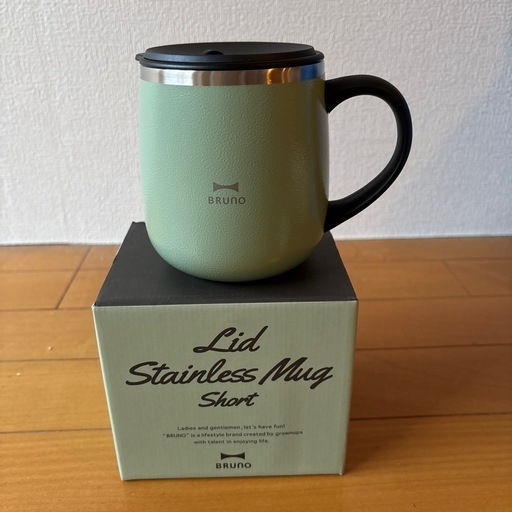 BRUNO
Lid
Stainless Mug
Short
Ladies and gentlemen, let's have fun!
"BRUNO" is a lifestyle brand created by grownups
with talent in enjoying life.
BRUNO